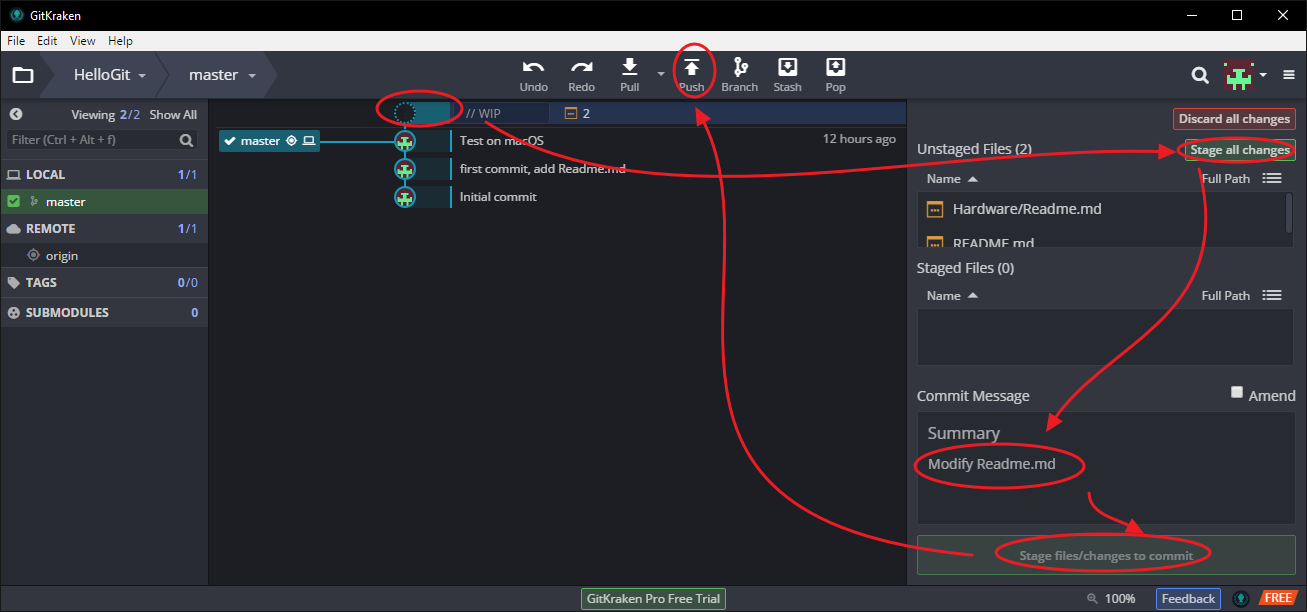 GitKraken
File Edit View Help
HelloGit
master
Undo
Redo
Pull
Push
Branch
Stash
Pop
Viewing 2/2 Show All
Filter (Ctrl + Alt + f)
LOCAL 1/1
master
REMOTE 1/1
origin
TAGS 0/0
SUBMODULES 0
// WIP 2
master
Test on macOS 12 hours ago
first commit, add Readme.md
Initial commit
Discard all changes
Unstaged Files (2) Stage all changes
Name Full Path
Hardware/Readme.md
README.md
Staged Files (0)
Name Full Path
Commit Message Amend
Summary
Modify Readme.md
Stage files/changes to commit
GitKraken Pro Free Trial
100%
Feedback
FREE